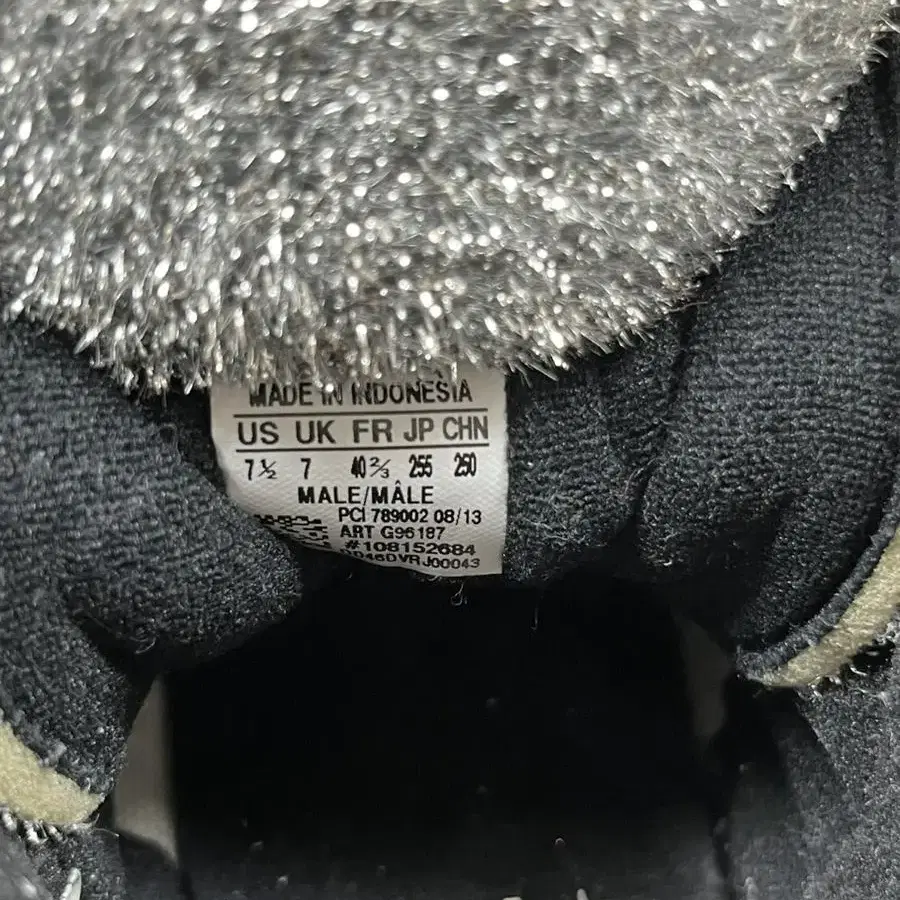 MADE IN INDONESIA
US UK FR JP CHN
7½ 7 40⅔ 255 250
MALE/MÂLE
PCI 789002 08/13
ART G96187
#108152684